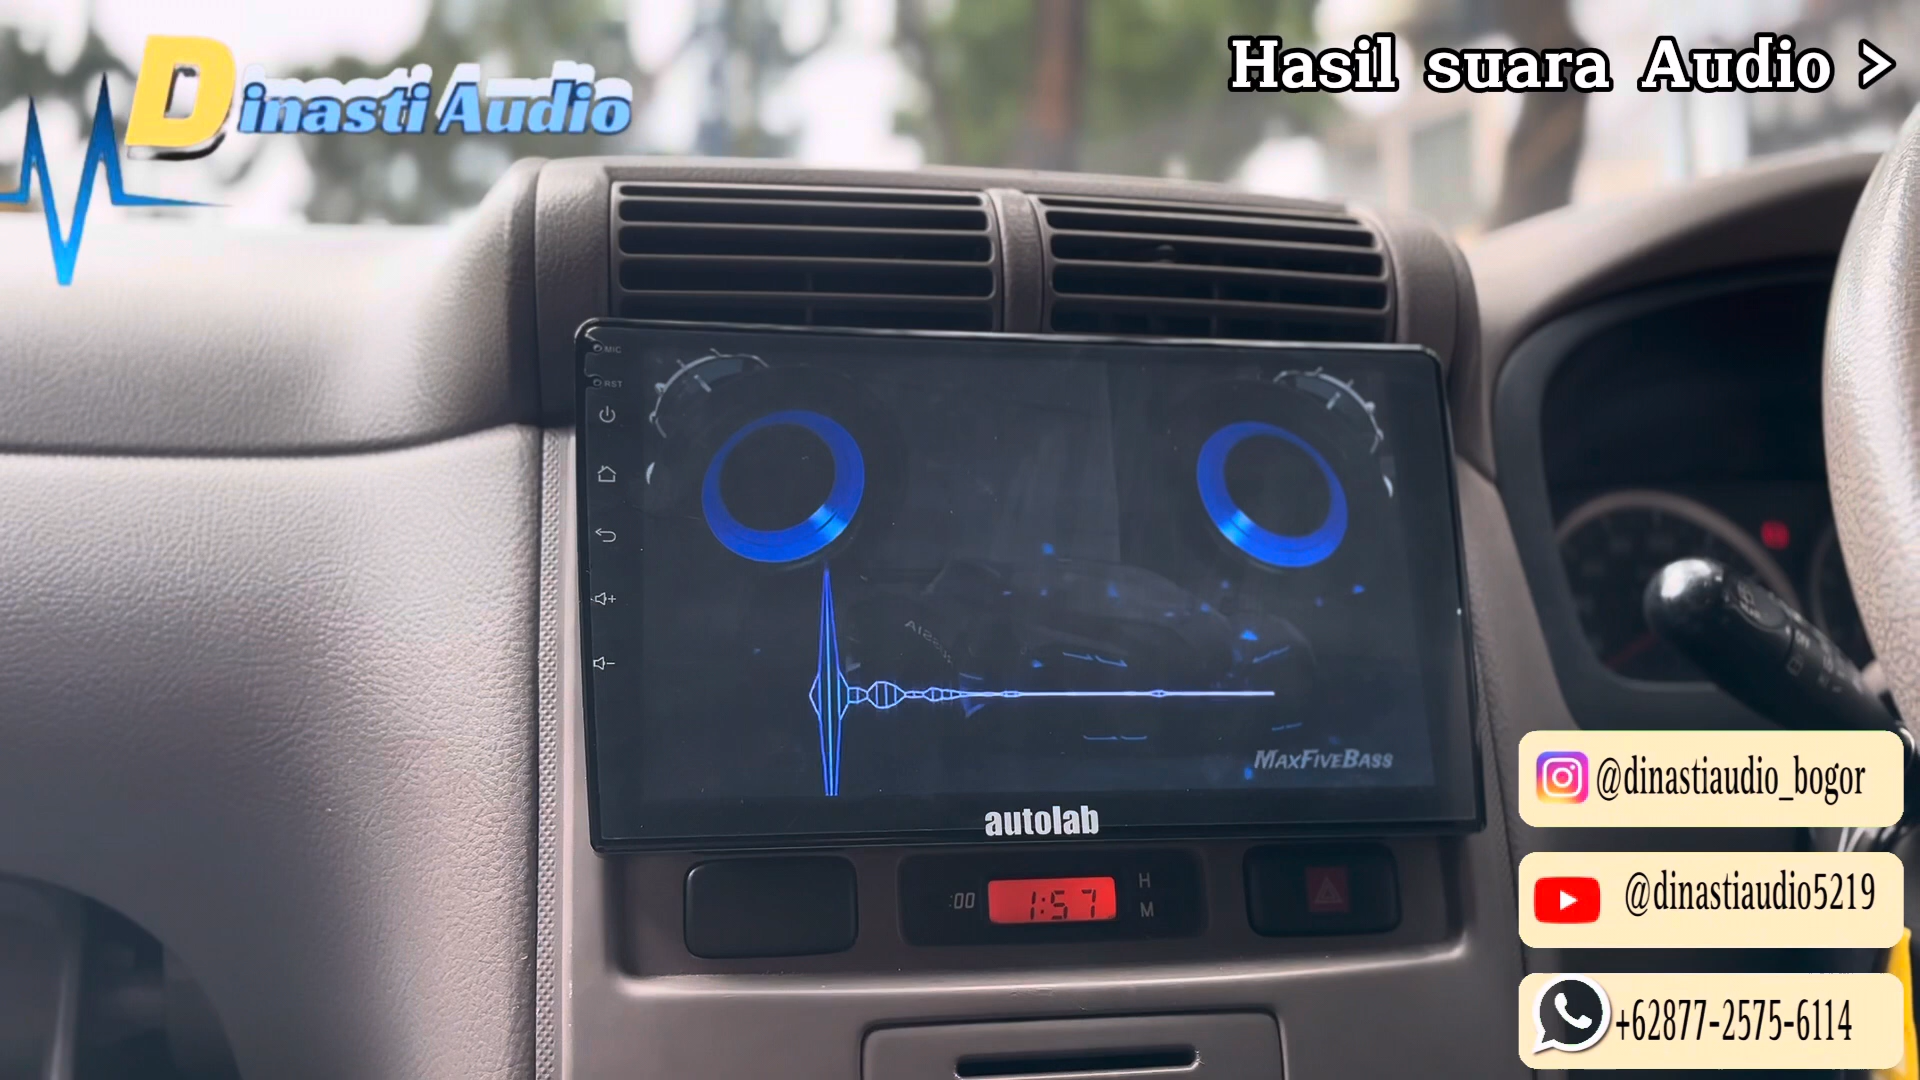 Dinasti Audio
Hasil suara Audio >
MIC
RST
MAXFIVEBASS
autolab
:00
1:57
H
M
@dinastiaudio_bogor
@dinastiaudio5219
+62877-2575-6114